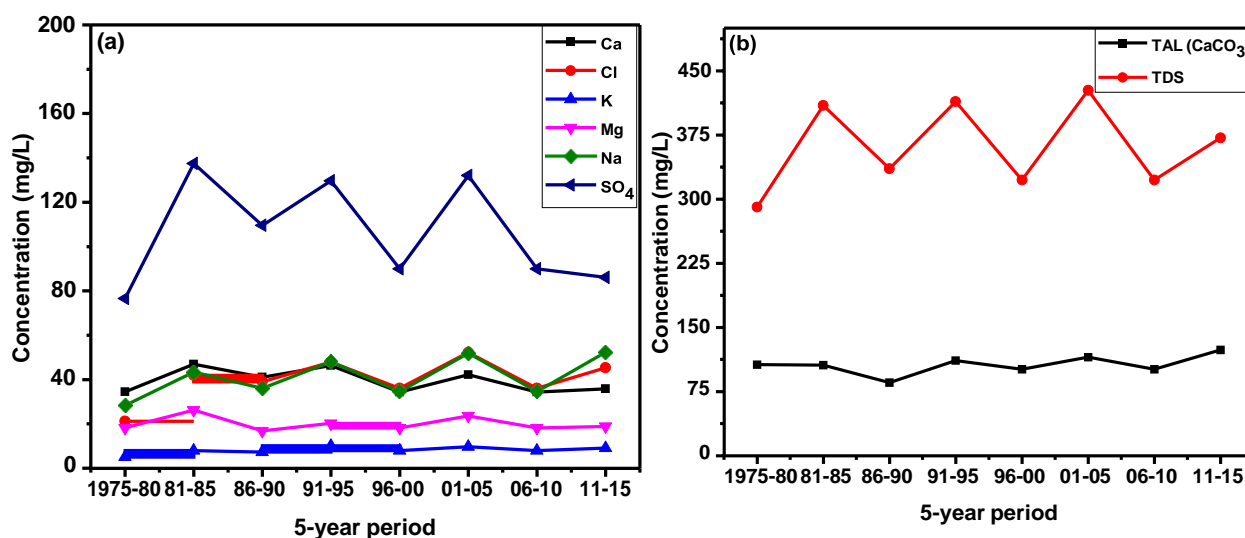 (a)
200
160
120
80
40
0
Concentration (mg/L)
Ca
Cl
K
Mg
Na
SO4
1975-80 81-85 86-90 91-95 96-00 01-05 06-10 11-15
5-year period
(b)
450
375
300
225
150
75
0
Concentration (mg/L)
TAL (CaCO3
TDS
1975-80 81-85 86-90 91-95 96-00 01-05 06-10 11-15
5-year period